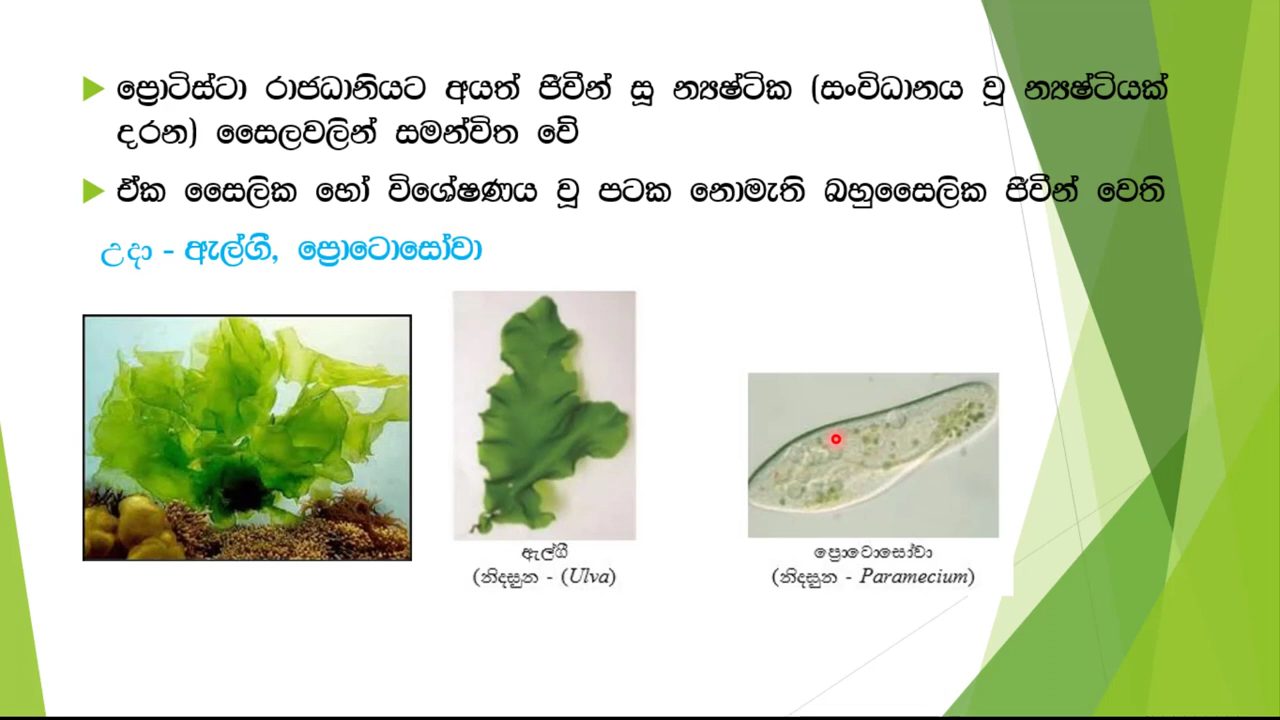 ප්‍රොටිස්ටා රාජධානියට අයත් ජීවීන් සූ න්‍යෂ්ටික (සංවිධානය වූ න්‍යෂ්ටියක්
දරන) සෛලවලින් සමන්විත වේ
ඒක සෛලික හෝ විශේෂණය වූ පටක නොමැති බහුසෛලික ජීවීන් වෙති
උදා - ඇල්ගී, ප්‍රොටොසෝවා
ඇල්ගී
(නිදසුන - (Ulva)
ප්‍රොටොසෝවා
(නිදසුන - Paramecium)